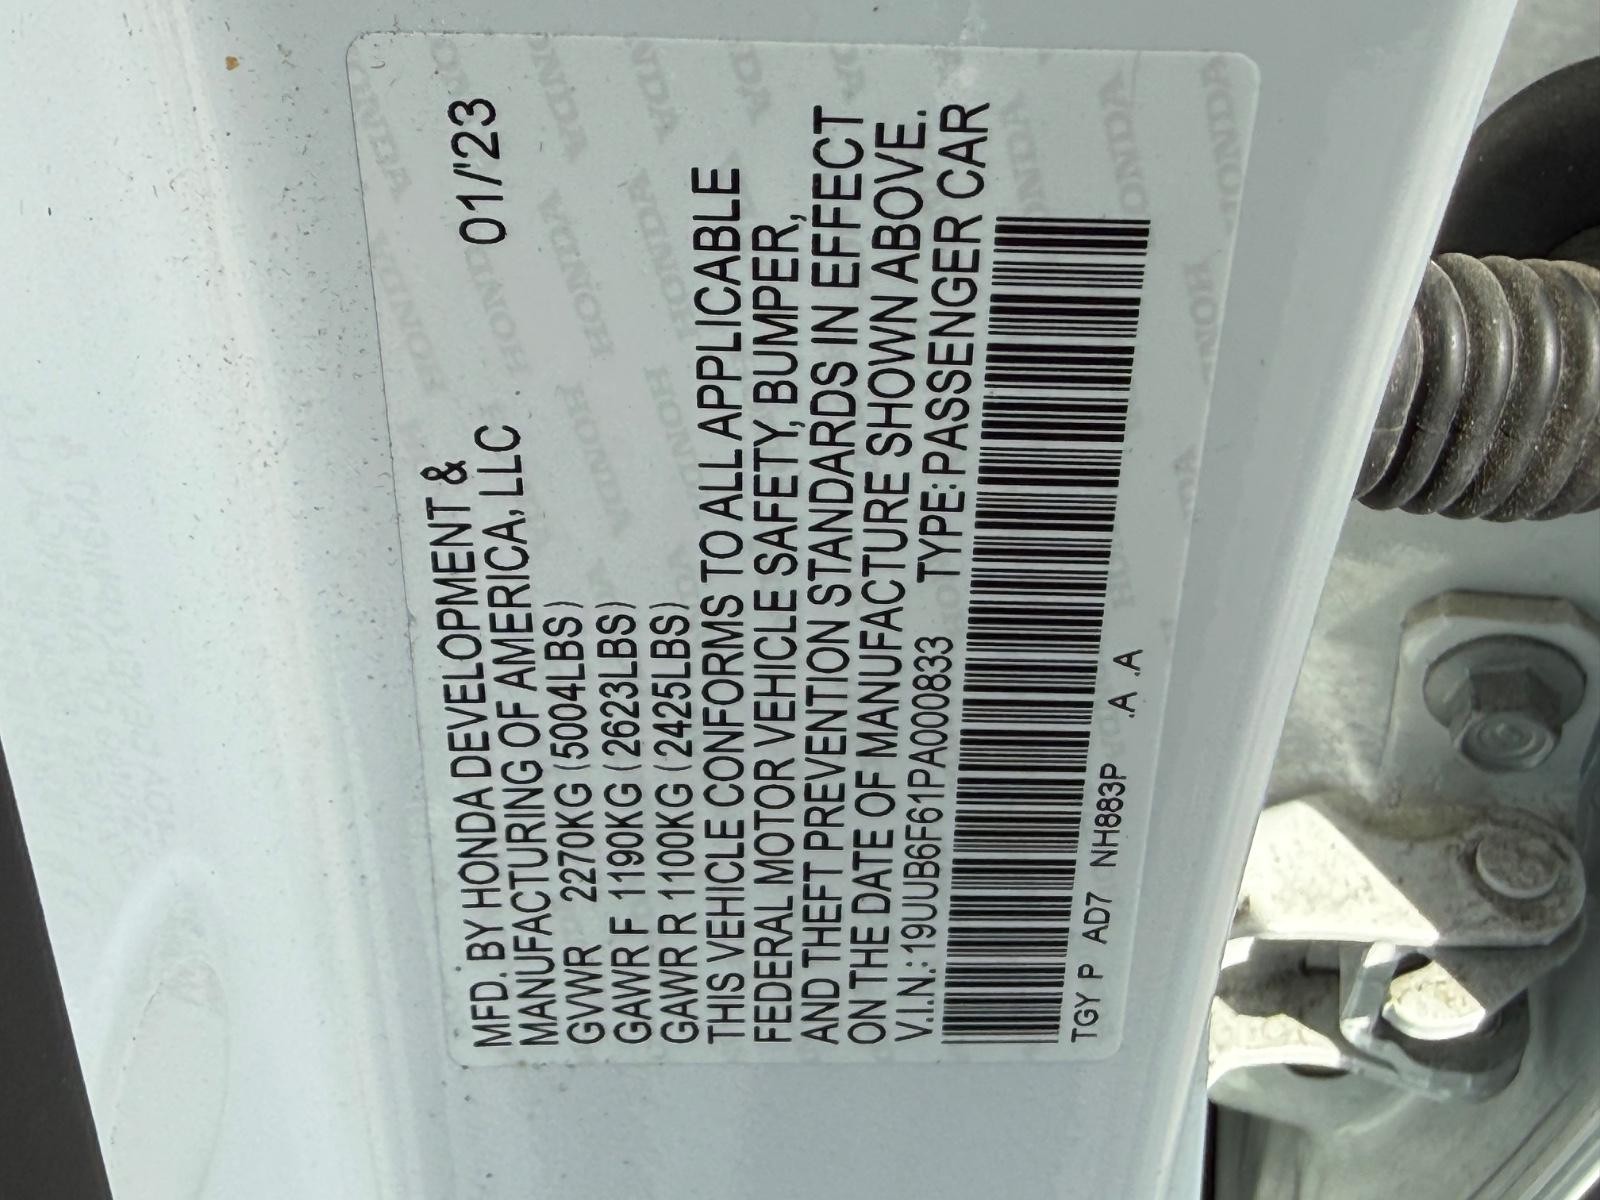 MFD. BY HONDA DEVELOPMENT &
MANUFACTURING OF AMERICA, LLC 01/'23
GVWR 2270KG (5004LBS)
GAWR F 1190KG (2623LBS)
GAWR R 1100KG (2425LBS)
THIS VEHICLE CONFORMS TO ALL APPLICABLE
FEDERAL MOTOR VEHICLE SAFETY, BUMPER,
AND THEFT PREVENTION STANDARDS IN EFFECT
ON THE DATE OF MANUFACTURE SHOWN ABOVE.
V.I.N.: 19UUB6F61PA000833 TYPE: PASSENGER CAR
TGY P AD7 NH883P .A .A